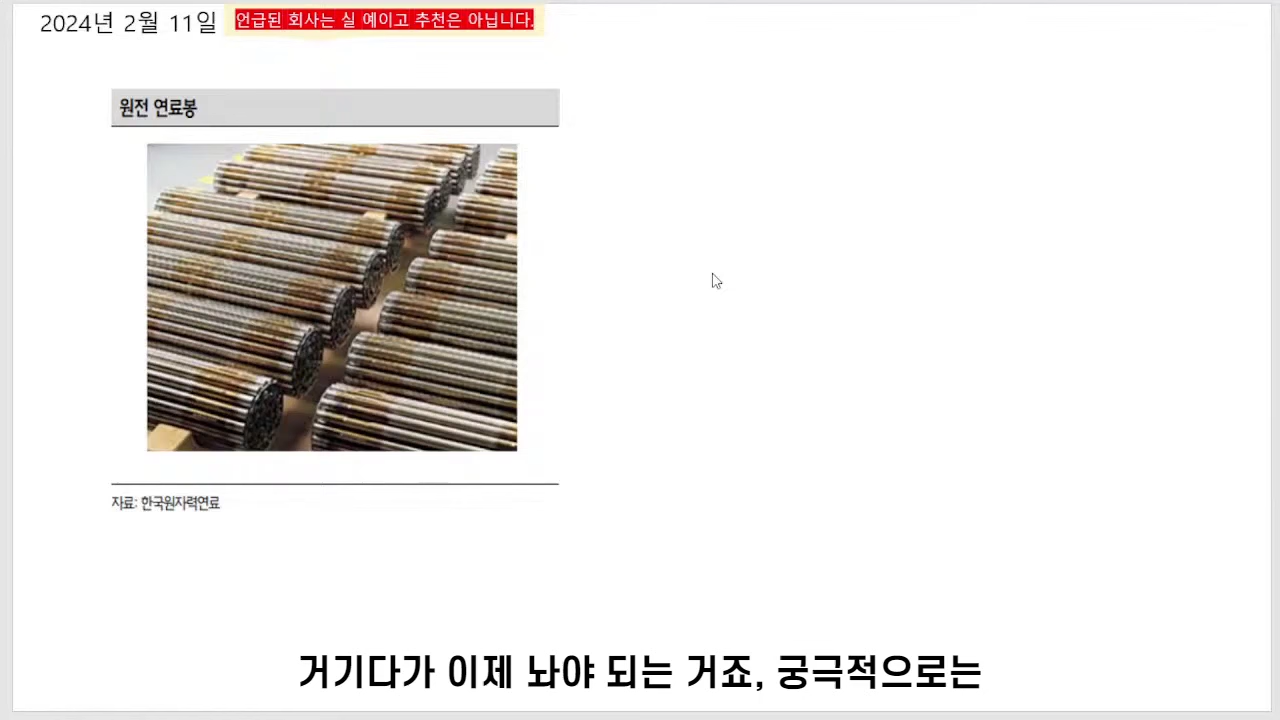 2024년 2월 11일
언급된 회사는 실 예이고 추천은 아닙니다.
원전 연료봉
자료: 한국원자력연료
거기다가 이제 놔야 되는 거죠, 궁극적으로는